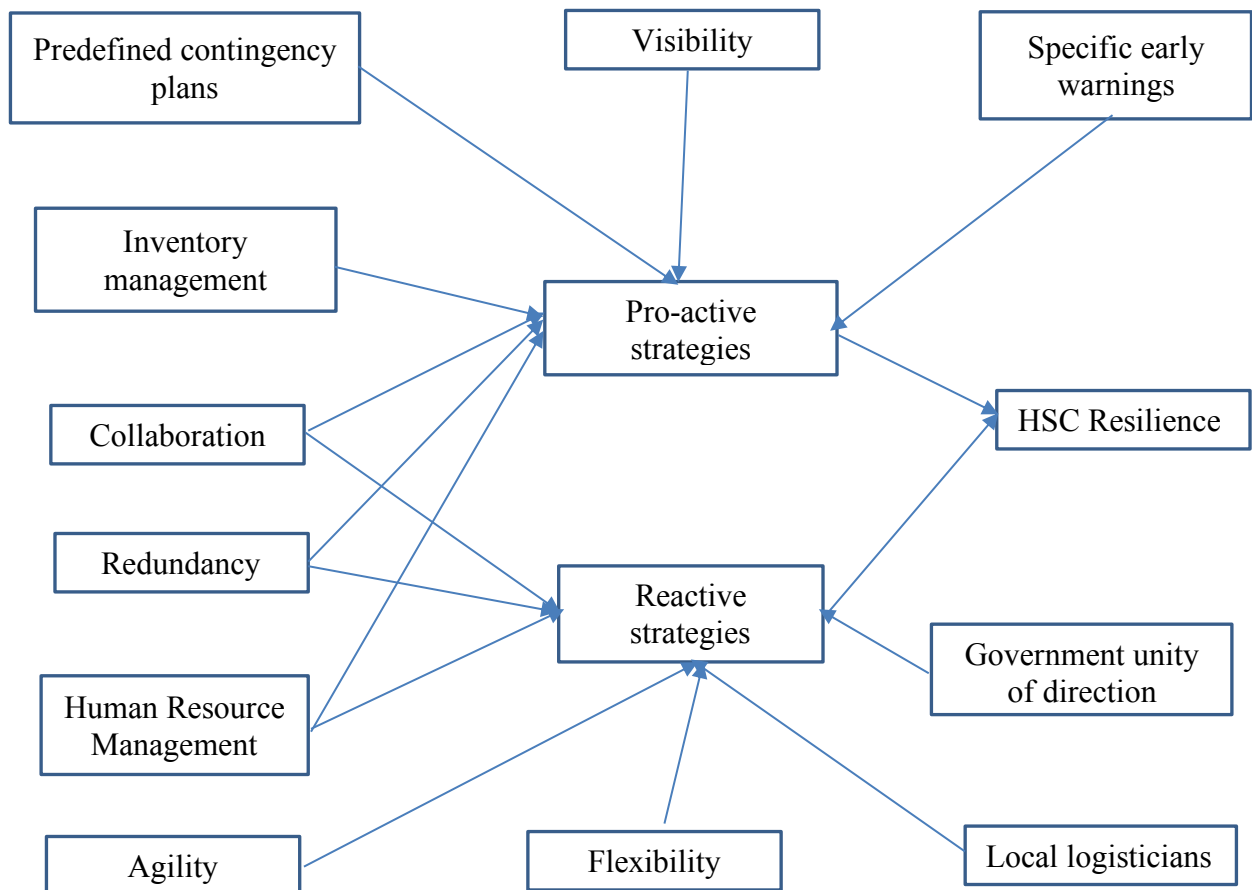 Predefined contingency
plans
Visibility
Specific early
warnings
Inventory
management
Pro-active
strategies
Collaboration
HSC Resilience
Redundancy
Reactive
strategies
Government unity
of direction
Human Resource
Management
Agility
Flexibility
Local logisticians